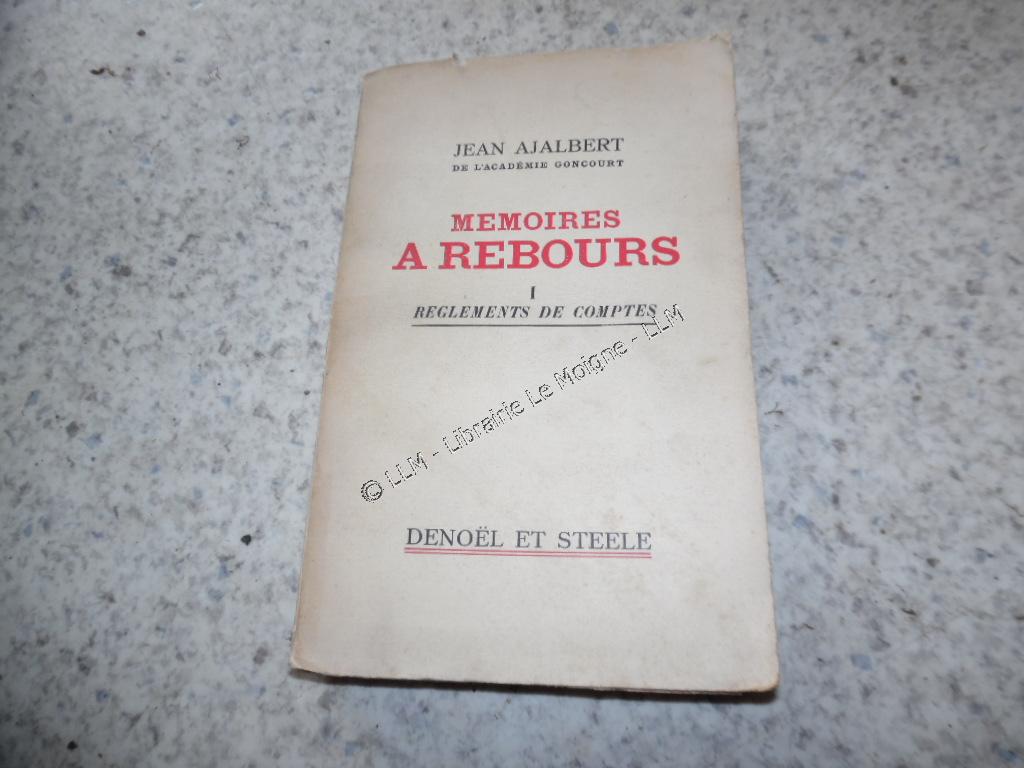 JEAN AJALBERT
DE L'ACADÉMIE GONCOURT
MEMOIRES
A REBOURS
I
REGLEMENTS DE COMPTES
© LLM - Librairie Le Moigne - LLM
DENOËL ET STEELE